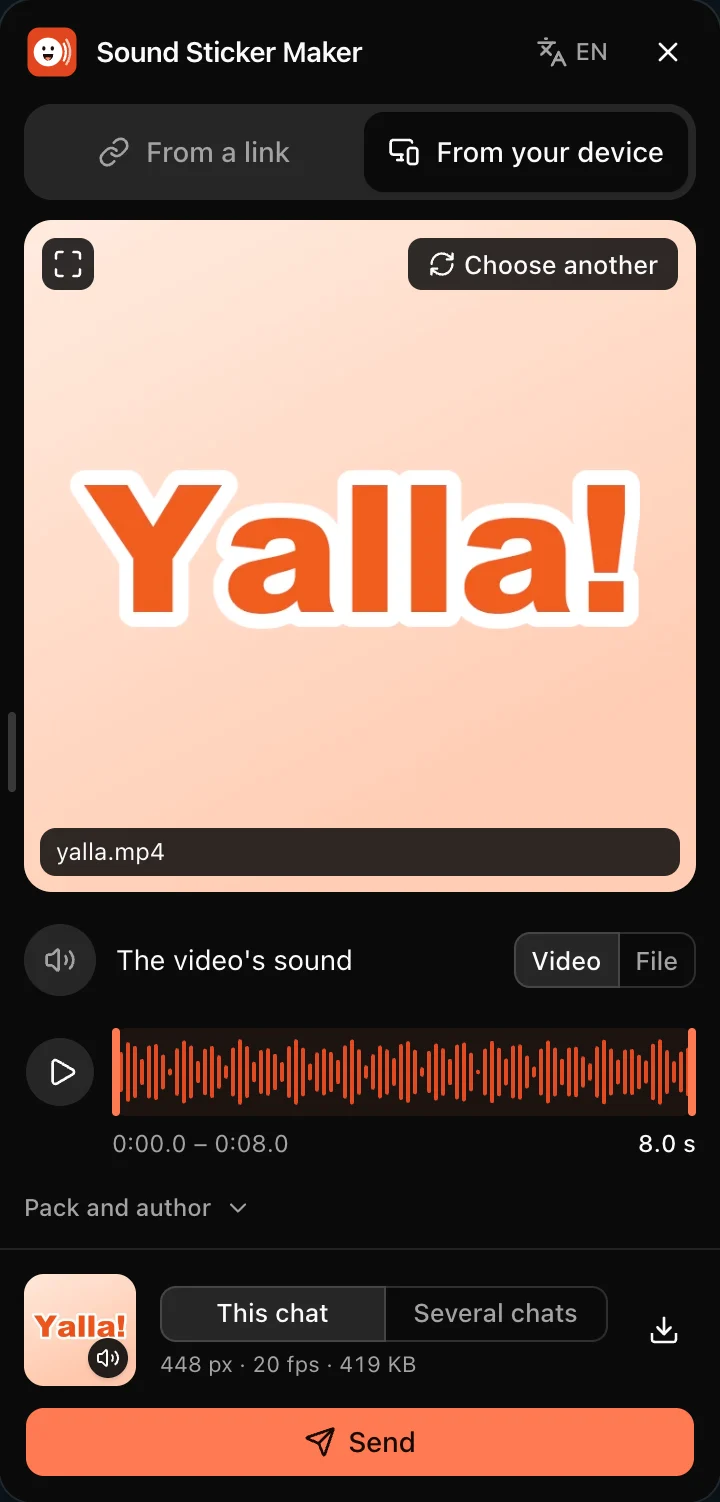 Sound Sticker Maker
EN
From a link
From your device
Choose another
Yalla!
yalla.mp4
The video's sound
Video
File
0:00.0 – 0:08.0
8.0 s
Pack and author
Yalla!
This chat
Several chats
448 px · 20 fps · 419 KB
Send